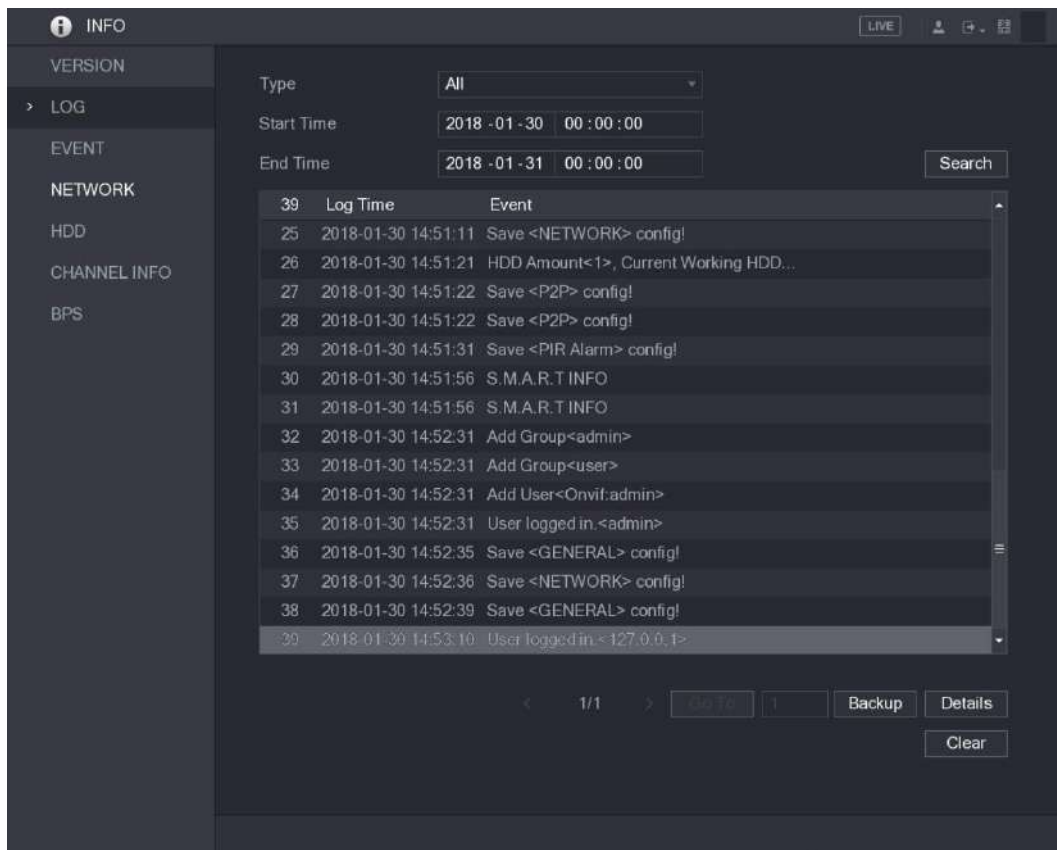 INFO
LIVE
VERSION
LOG
EVENT
NETWORK
HDD
CHANNEL INFO
BPS
Type All
Start Time 2018 -01 -30 00 : 00 : 00
End Time 2018 -01 -31 00 : 00 : 00
Search
39 Log Time Event
25 2018-01-30 14:51:11 Save <NETWORK> config!
26 2018-01-30 14:51:21 HDD Amount<1>, Current Working HDD...
27 2018-01-30 14:51:22 Save <P2P> config!
28 2018-01-30 14:51:22 Save <P2P> config!
29 2018-01-30 14:51:31 Save <PIR Alarm> config!
30 2018-01-30 14:51:56 S.M.A.R.T INFO
31 2018-01-30 14:51:56 S.M.A.R.T INFO
32 2018-01-30 14:52:31 Add Group<admin>
33 2018-01-30 14:52:31 Add Group<user>
34 2018-01-30 14:52:31 Add User<Onvif:admin>
35 2018-01-30 14:52:31 User logged in.<admin>
36 2018-01-30 14:52:35 Save <GENERAL> config!
37 2018-01-30 14:52:36 Save <NETWORK> config!
38 2018-01-30 14:52:39 Save <GENERAL> config!
39 2018-01-30 14:53:10 User logged in.<127.0.0.1>
1/1 Go To 1 Backup Details
Clear